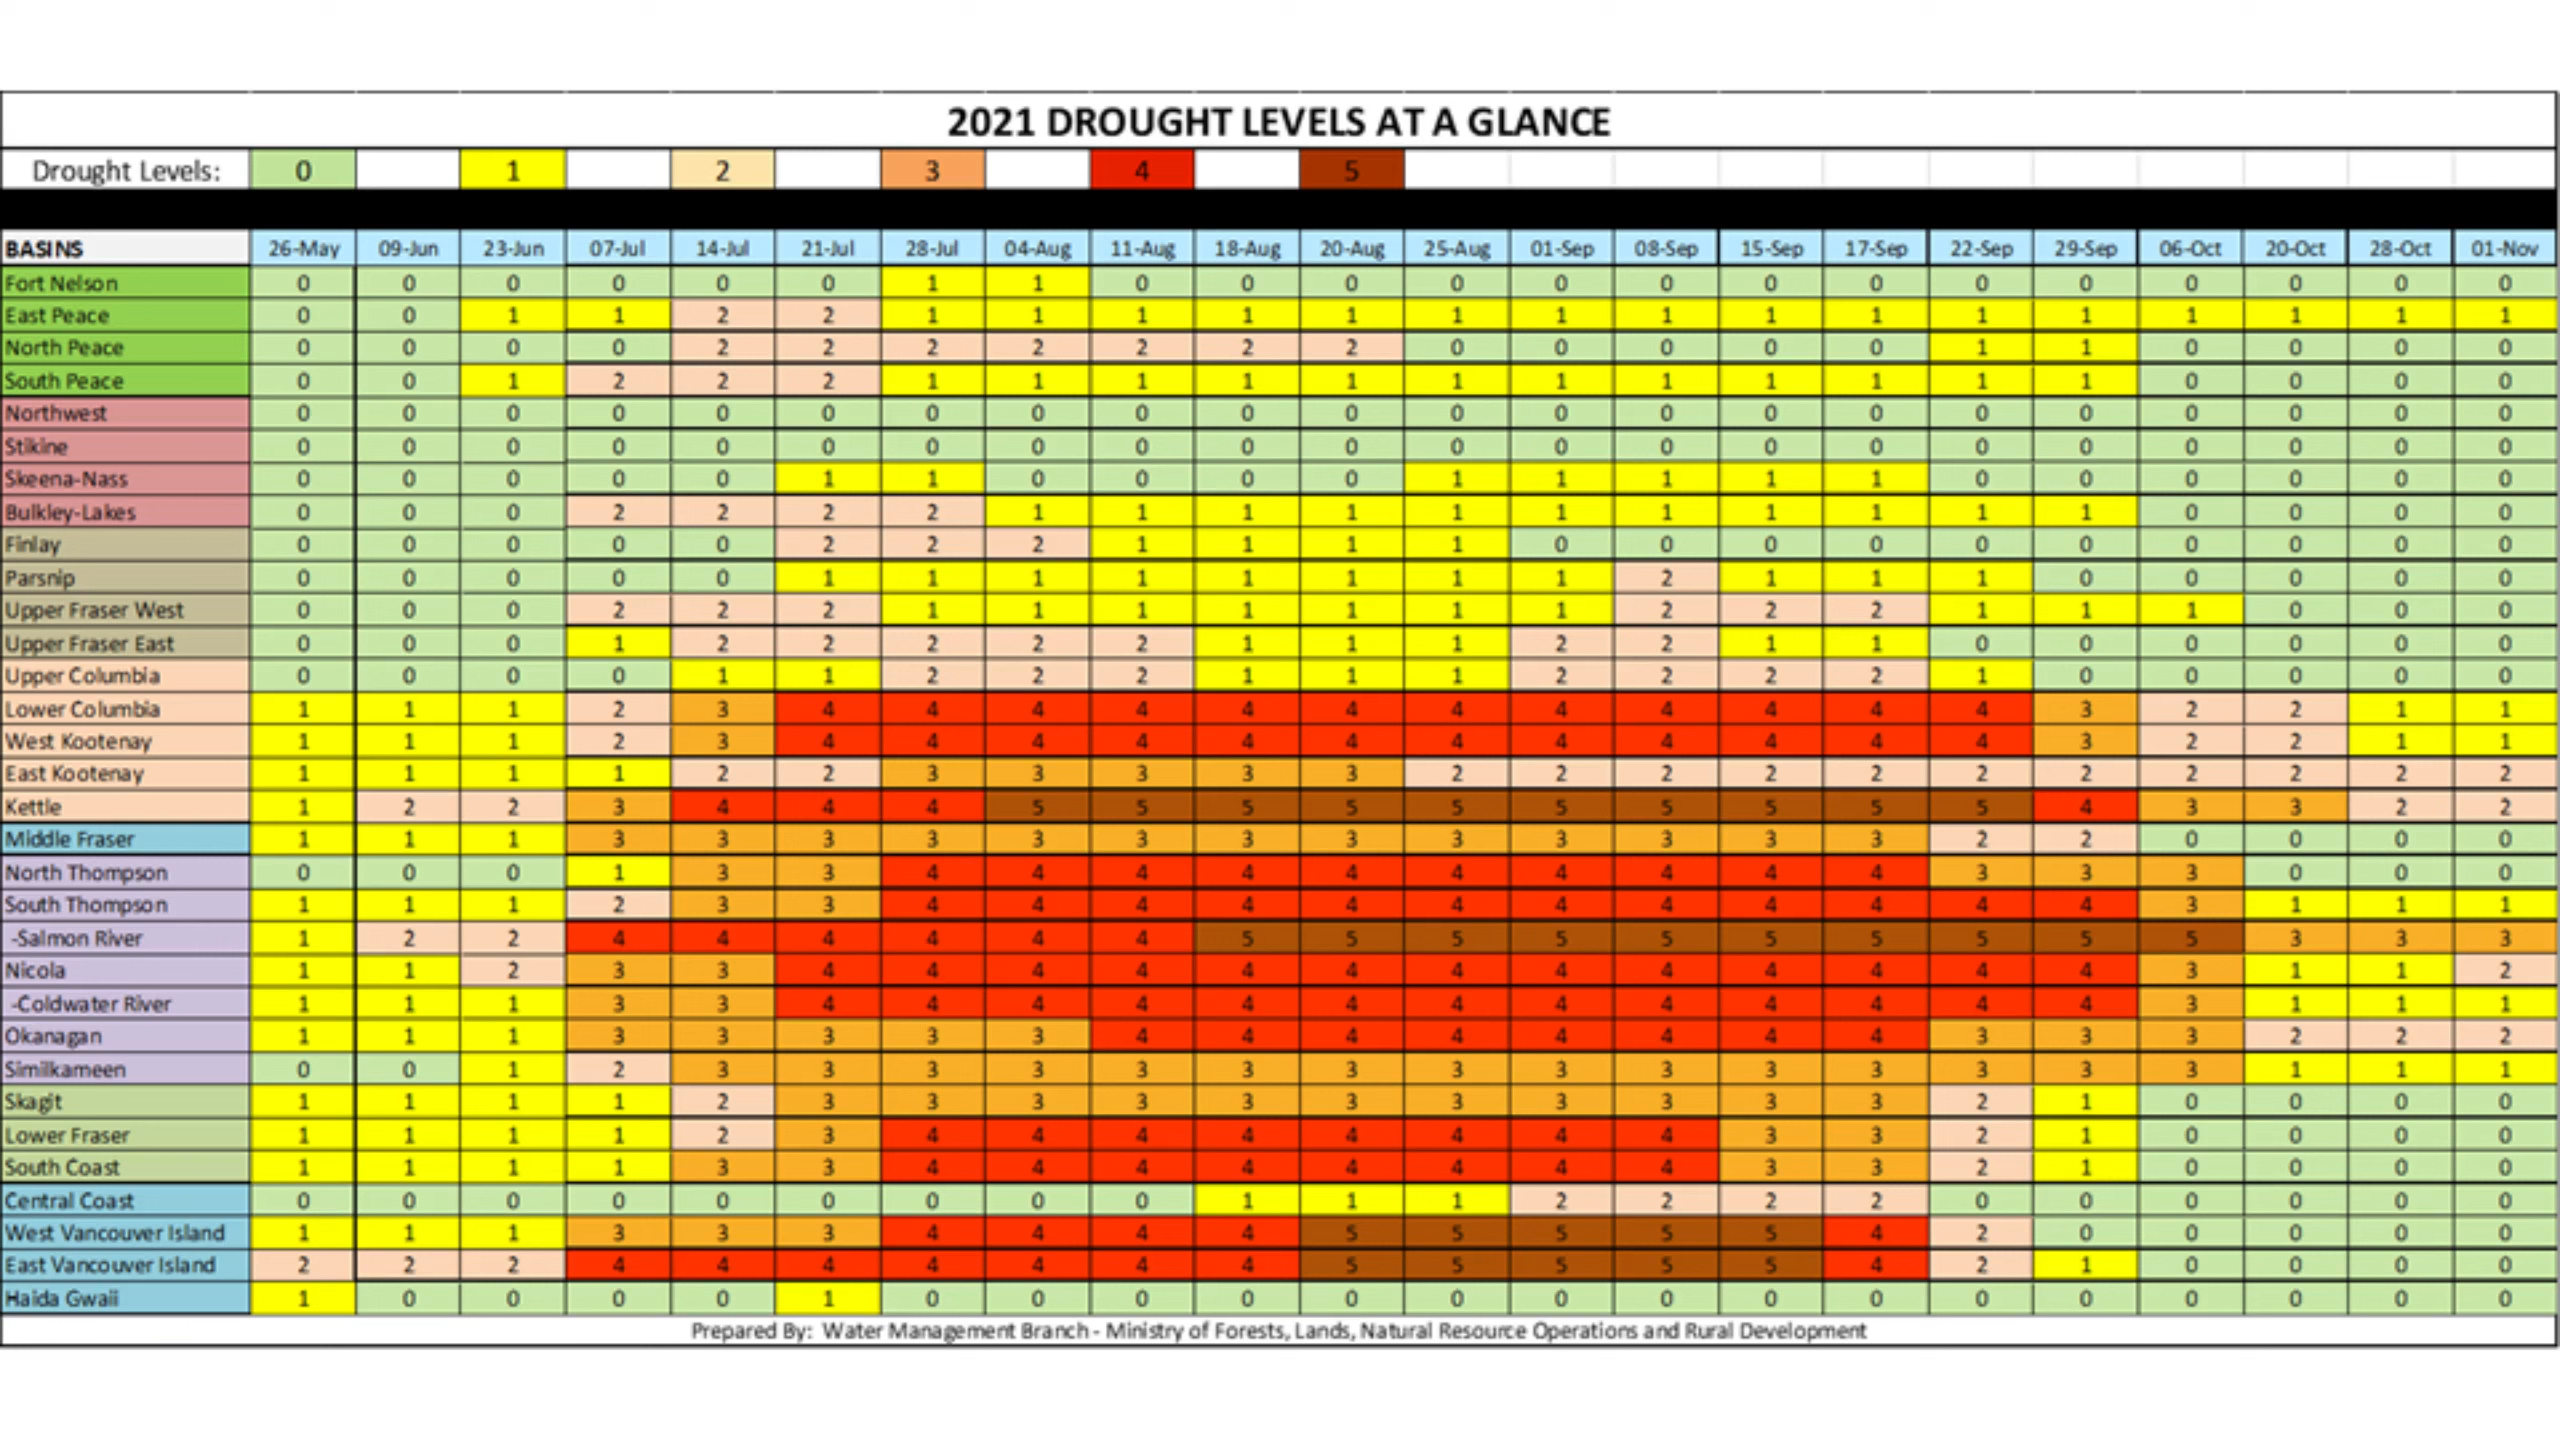 2021 DROUGHT LEVELS AT A GLANCE
Drought Levels: 0 1 2 3 4 5
BASINS 26-May 09-Jun 23-Jun 07-Jul 14-Jul 21-Jul 28-Jul 04-Aug 11-Aug 18-Aug 20-Aug 25-Aug 01-Sep 08-Sep 15-Sep 17-Sep 22-Sep 29-Sep 06-Oct 20-Oct 28-Oct 01-Nov
Fort Nelson 0 0 0 0 0 0 1 1 0 0 0 0 0 0 0 0 0 0 0 0 0 0
East Peace 0 0 1 1 2 2 1 1 1 1 1 1 1 1 1 1 1 1 1 1 1 1
North Peace 0 0 0 0 2 2 2 2 2 2 2 0 0 0 0 0 1 1 0 0 0 0
South Peace 0 0 1 2 2 2 1 1 1 1 1 1 1 1 1 1 1 1 0 0 0 0
Northwest 0 0 0 0 0 0 0 0 0 0 0 0 0 0 0 0 0 0 0 0 0 0
Stikine 0 0 0 0 0 0 0 0 0 0 0 0 0 0 0 0 0 0 0 0 0 0
Skeena-Nass 0 0 0 0 0 1 1 0 0 0 0 1 1 1 1 1 0 0 0 0 0 0
Bulkley-Lakes 0 0 0 2 2 2 2 1 1 1 1 1 1 1 1 1 1 1 0 0 0 0
Finlay 0 0 0 0 0 2 2 2 1 1 1 1 0 0 0 0 0 0 0 0 0 0
Parsnip 0 0 0 0 0 1 1 1 1 1 1 1 1 2 1 1 1 0 0 0 0 0
Upper Fraser West 0 0 0 2 2 2 1 1 1 1 1 1 1 2 2 2 1 1 1 0 0 0
Upper Fraser East 0 0 0 1 2 2 2 2 2 1 1 1 2 2 1 1 0 0 0 0 0 0
Upper Columbia 0 0 0 0 1 1 2 2 2 1 1 1 2 2 2 2 1 0 0 0 0 0
Lower Columbia 1 1 1 2 3 4 4 4 4 4 4 4 4 4 4 4 4 3 2 2 1 1
West Kootenay 1 1 1 2 3 4 4 4 4 4 4 4 4 4 4 4 4 3 2 2 1 1
East Kootenay 1 1 1 1 2 2 3 3 3 3 3 2 2 2 2 2 2 2 2 2 2 2
Kettle 1 2 2 3 4 4 4 5 5 5 5 5 5 5 5 5 5 4 3 3 2 2
Middle Fraser 1 1 1 3 3 3 3 3 3 3 3 3 3 3 3 3 2 2 0 0 0 0
North Thompson 0 0 0 1 3 3 4 4 4 4 4 4 4 4 4 4 3 3 3 0 0 0
South Thompson 1 1 1 2 3 3 4 4 4 4 4 4 4 4 4 4 4 4 3 1 1 1
-Salmon River 1 2 2 4 4 4 4 4 4 5 5 5 5 5 5 5 5 5 5 3 3 3
Nicola 1 1 2 3 3 4 4 4 4 4 4 4 4 4 4 4 4 4 3 1 1 2
-Coldwater River 1 1 1 3 3 4 4 4 4 4 4 4 4 4 4 4 4 4 3 1 1 1
Okanagan 1 1 1 3 3 3 3 3 4 4 4 4 4 4 4 4 3 3 3 2 2 2
Similkameen 0 0 1 2 3 3 3 3 3 3 3 3 3 3 3 3 3 3 3 1 1 1
Skagit 1 1 1 1 2 3 3 3 3 3 3 3 3 3 3 3 2 1 0 0 0 0
Lower Fraser 1 1 1 1 2 3 4 4 4 4 4 4 4 4 3 3 2 1 0 0 0 0
South Coast 1 1 1 1 3 3 4 4 4 4 4 4 4 4 3 3 2 1 0 0 0 0
Central Coast 0 0 0 0 0 0 0 0 0 1 1 1 2 2 2 2 0 0 0 0 0 0
West Vancouver Island 1 1 1 3 3 3 4 4 4 4 5 5 5 5 5 4 2 0 0 0 0 0
East Vancouver Island 2 2 2 4 4 4 4 4 4 4 5 5 5 5 5 4 2 1 0 0 0 0
Haida Gwaii 1 0 0 0 0 1 0 0 0 0 0 0 0 0 0 0 0 0 0 0 0 0
Prepared By: Water Management Branch - Ministry of Forests, Lands, Natural Resource Operations and Rural Development